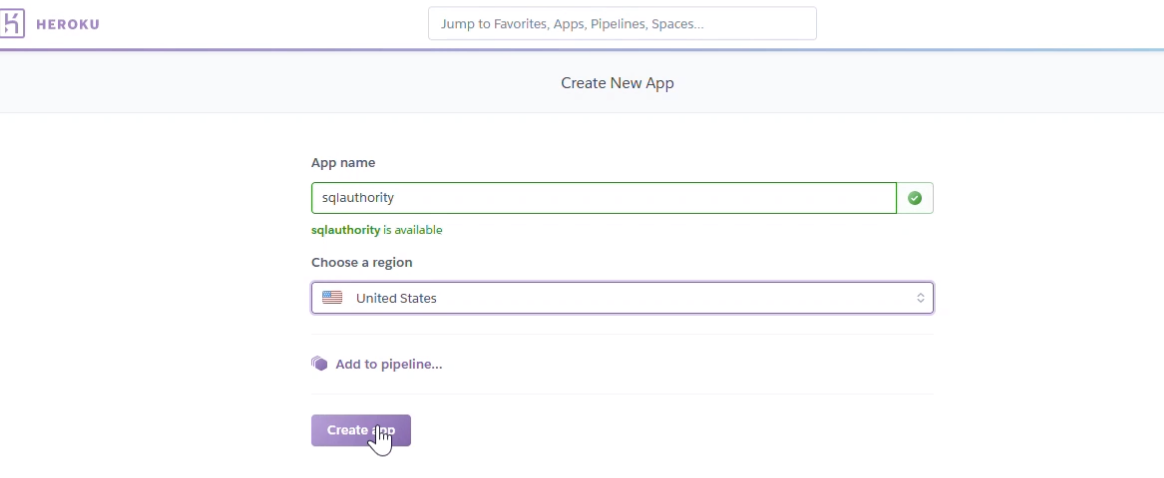 HEROKU
Jump to Favorites, Apps, Pipelines, Spaces...
Create New App
App name
sqlauthority
sqlauthority is available
Choose a region
United States
Add to pipeline...
Create app